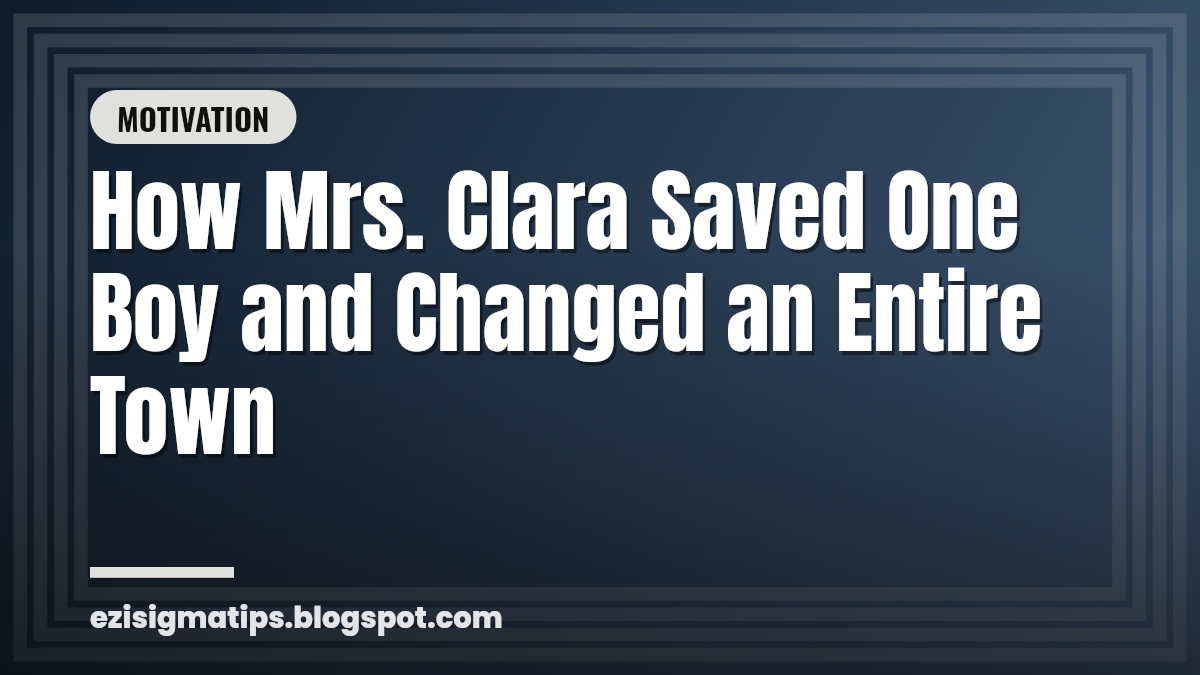 MOTIVATION
How Mrs. Clara Saved One
Boy and Changed an Entire
Town
ezisigmatips.blogspot.com